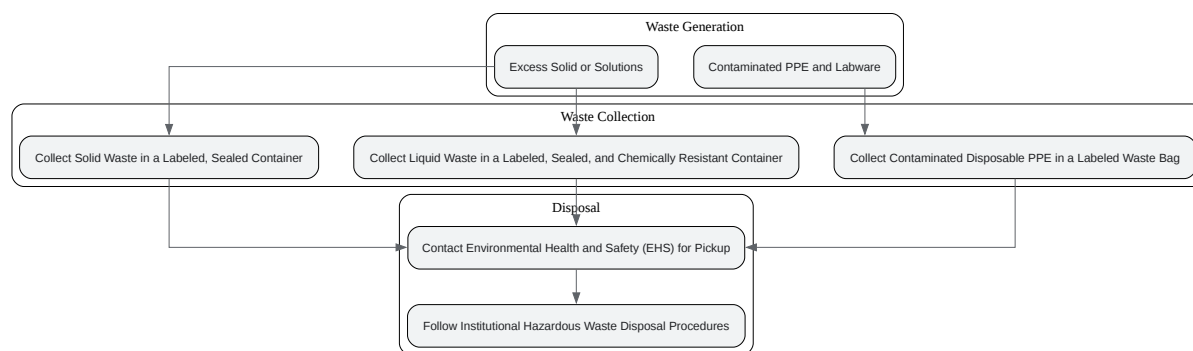 Waste Generation
Excess Solid or Solutions
Contaminated PPE and Labware
Waste Collection
Collect Solid Waste in a Labeled, Sealed Container
Collect Liquid Waste in a Labeled, Sealed, and Chemically Resistant Container
Collect Contaminated Disposable PPE in a Labeled Waste Bag
Disposal
Contact Environmental Health and Safety (EHS) for Pickup
Follow Institutional Hazardous Waste Disposal Procedures